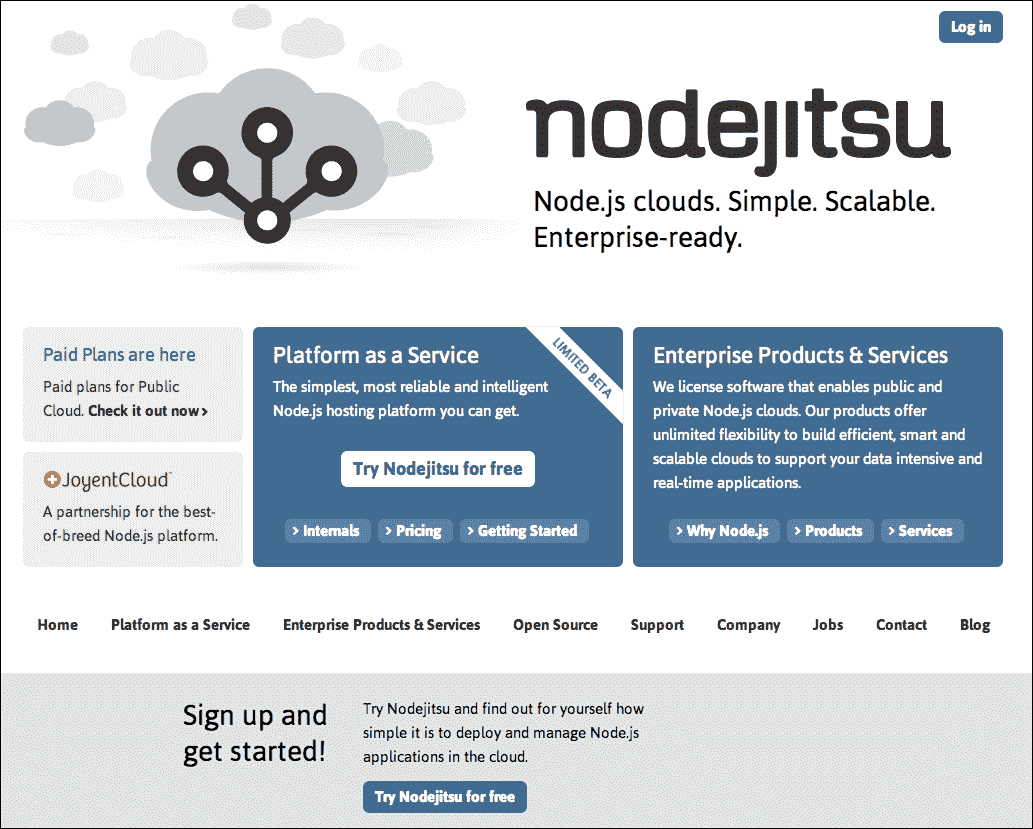 Log in
nodejitsu
Node.js clouds. Simple. Scalable.
Enterprise-ready.
Paid Plans are here
Paid plans for Public
Cloud. Check it out now ›
JoyentCloud™
A partnership for the best-
of-breed Node.js platform.
Platform as a Service
LIMITED BETA
The simplest, most reliable and intelligent
Node.js hosting platform you can get.
Try Nodejitsu for free
› Internals
› Pricing
› Getting Started
Enterprise Products & Services
We license software that enables public and
private Node.js clouds. Our products offer
unlimited flexibility to build efficient, smart and
scalable clouds to support your data intensive and
real-time applications.
› Why Node.js
› Products
› Services
Home Platform as a Service Enterprise Products & Services Open Source Support Company Jobs Contact Blog
Sign up and
get started!
Try Nodejitsu and find out for yourself how
simple it is to deploy and manage Node.js
applications in the cloud.
Try Nodejitsu for free